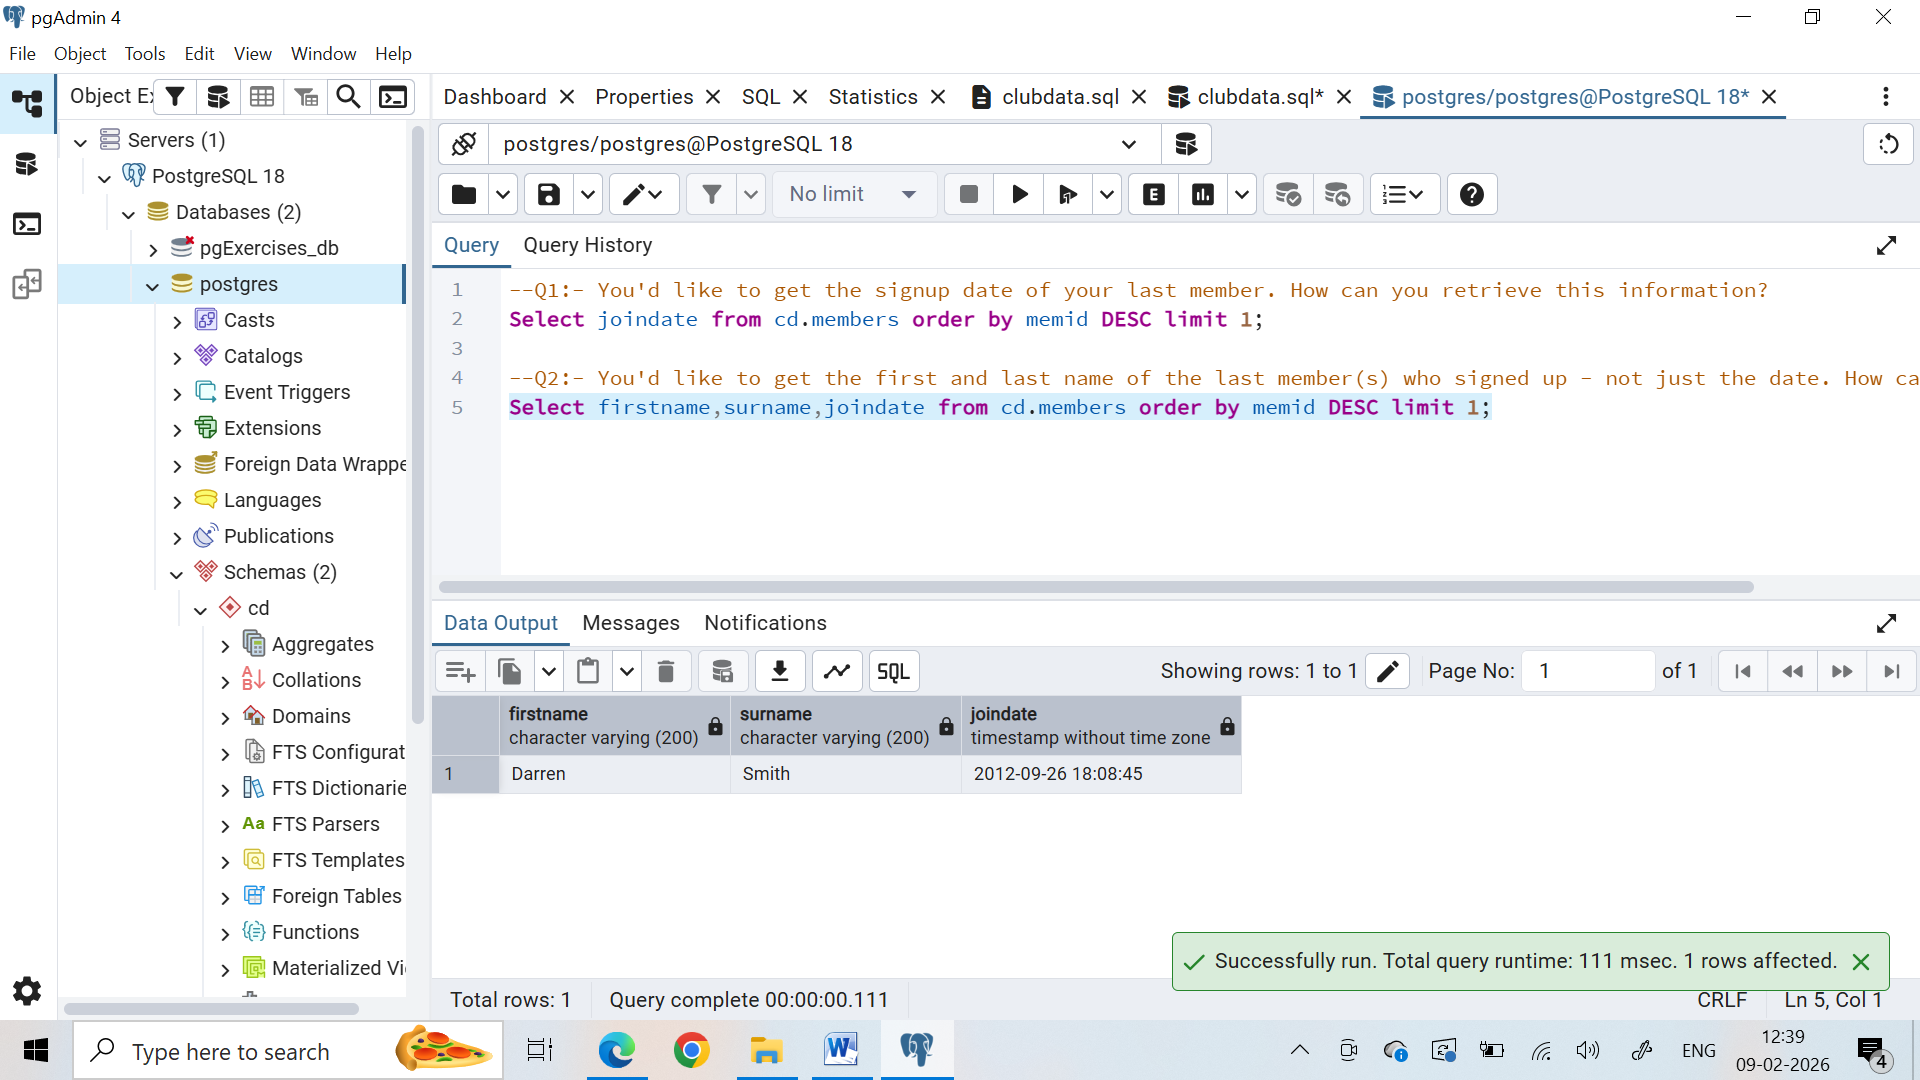 pgAdmin 4
File Object Tools Edit View Window Help
Object Ex
Dashboard Properties SQL Statistics clubdata.sql clubdata.sql* postgres/postgres@PostgreSQL 18*
Servers (1)
PostgreSQL 18
Databases (2)
pgExercises_db
postgres
Casts
Catalogs
Event Triggers
Extensions
Foreign Data Wrappe
Languages
Publications
Schemas (2)
cd
Aggregates
Collations
Domains
FTS Configurat
FTS Dictionarie
Aa FTS Parsers
FTS Templates
Foreign Tables
Functions
Materialized Vi
postgres/postgres@PostgreSQL 18
No limit
E
Query Query History
1 --Q1:- You'd like to get the signup date of your last member. How can you retrieve this information?
2 Select joindate from cd.members order by memid DESC limit 1;
3
4 --Q2:- You'd like to get the first and last name of the last member(s) who signed up - not just the date. How ca
5 Select firstname,surname,joindate from cd.members order by memid DESC limit 1;
Data Output Messages Notifications
SQL Showing rows: 1 to 1 Page No: 1 of 1
firstname surname joindate
character varying (200) character varying (200) timestamp without time zone
1 Darren Smith 2012-09-26 18:08:45
Successfully run. Total query runtime: 111 msec. 1 rows affected.
Total rows: 1 Query complete 00:00:00.111 CRLF Ln 5, Col 1
Type here to search
ENG
12:39
09-02-2026
4